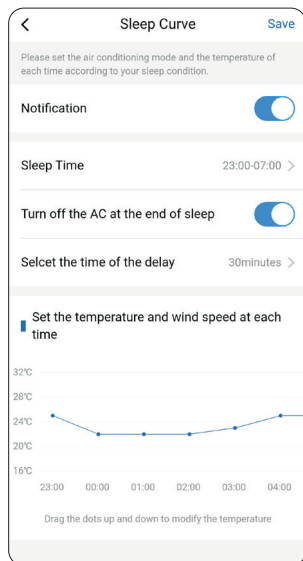 Sleep Curve Save
Please set the air conditioning mode and the temperature of
each time according to your sleep condition.
Notification
Sleep Time 23:00-07:00
Turn off the AC at the end of sleep
Selcet the time of the delay 30minutes
Set the temperature and wind speed at each
time
32℃
28℃
24℃
20℃
16℃
23:00 00:00 01:00 02:00 03:00 04:00
Drag the dots up and down to modify the temperature